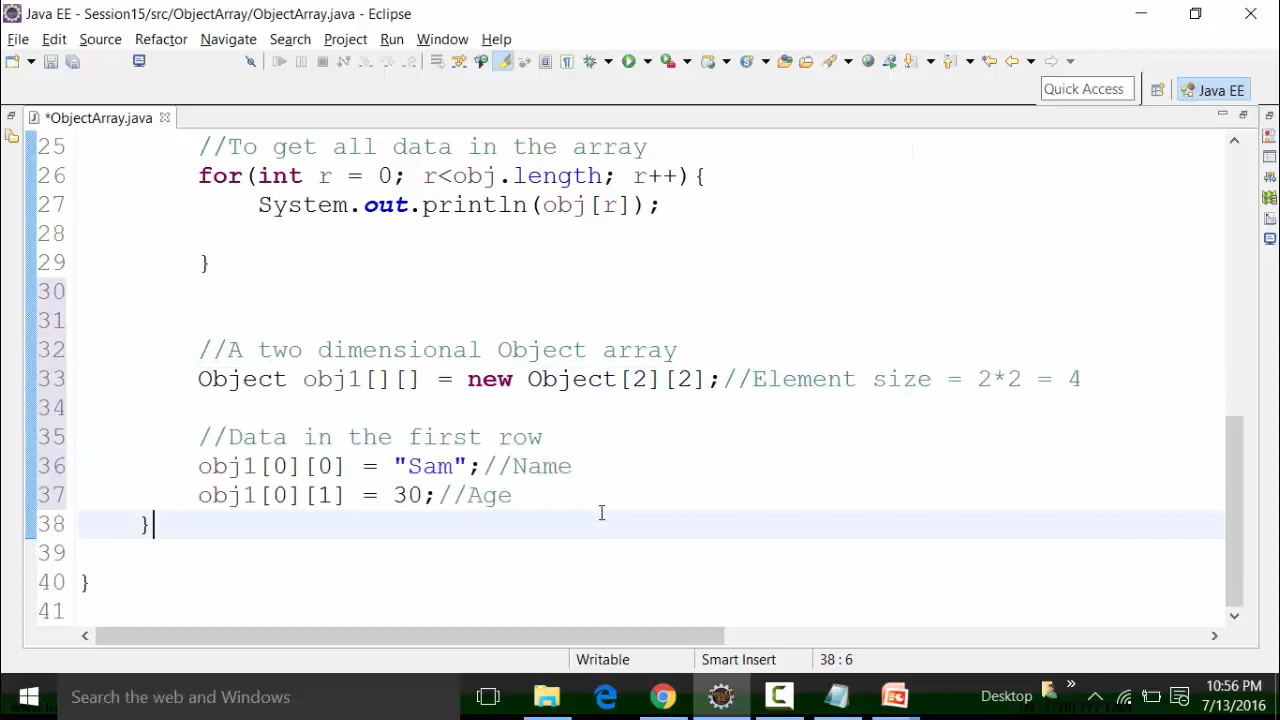 Java EE - Session15/src/ObjectArray/ObjectArray.java - Eclipse
File Edit Source Refactor Navigate Search Project Run Window Help
Quick Access
Java EE
*ObjectArray.java
25 //To get all data in the array
26 for(int r = 0; r<obj.length; r++){
27 System.out.println(obj[r]);
28
29 }
30
31
32 //A two dimensional Object array
33 Object obj1[][] = new Object[2][2];//Element size = 2*2 = 4
34
35 //Data in the first row
36 obj1[0][0] = "Sam";//Name
37 obj1[0][1] = 30;//Age
38 }
39
40 }
41
Writable Smart Insert 38 : 6
Search the web and Windows
Desktop
10:56 PM
7/13/2016